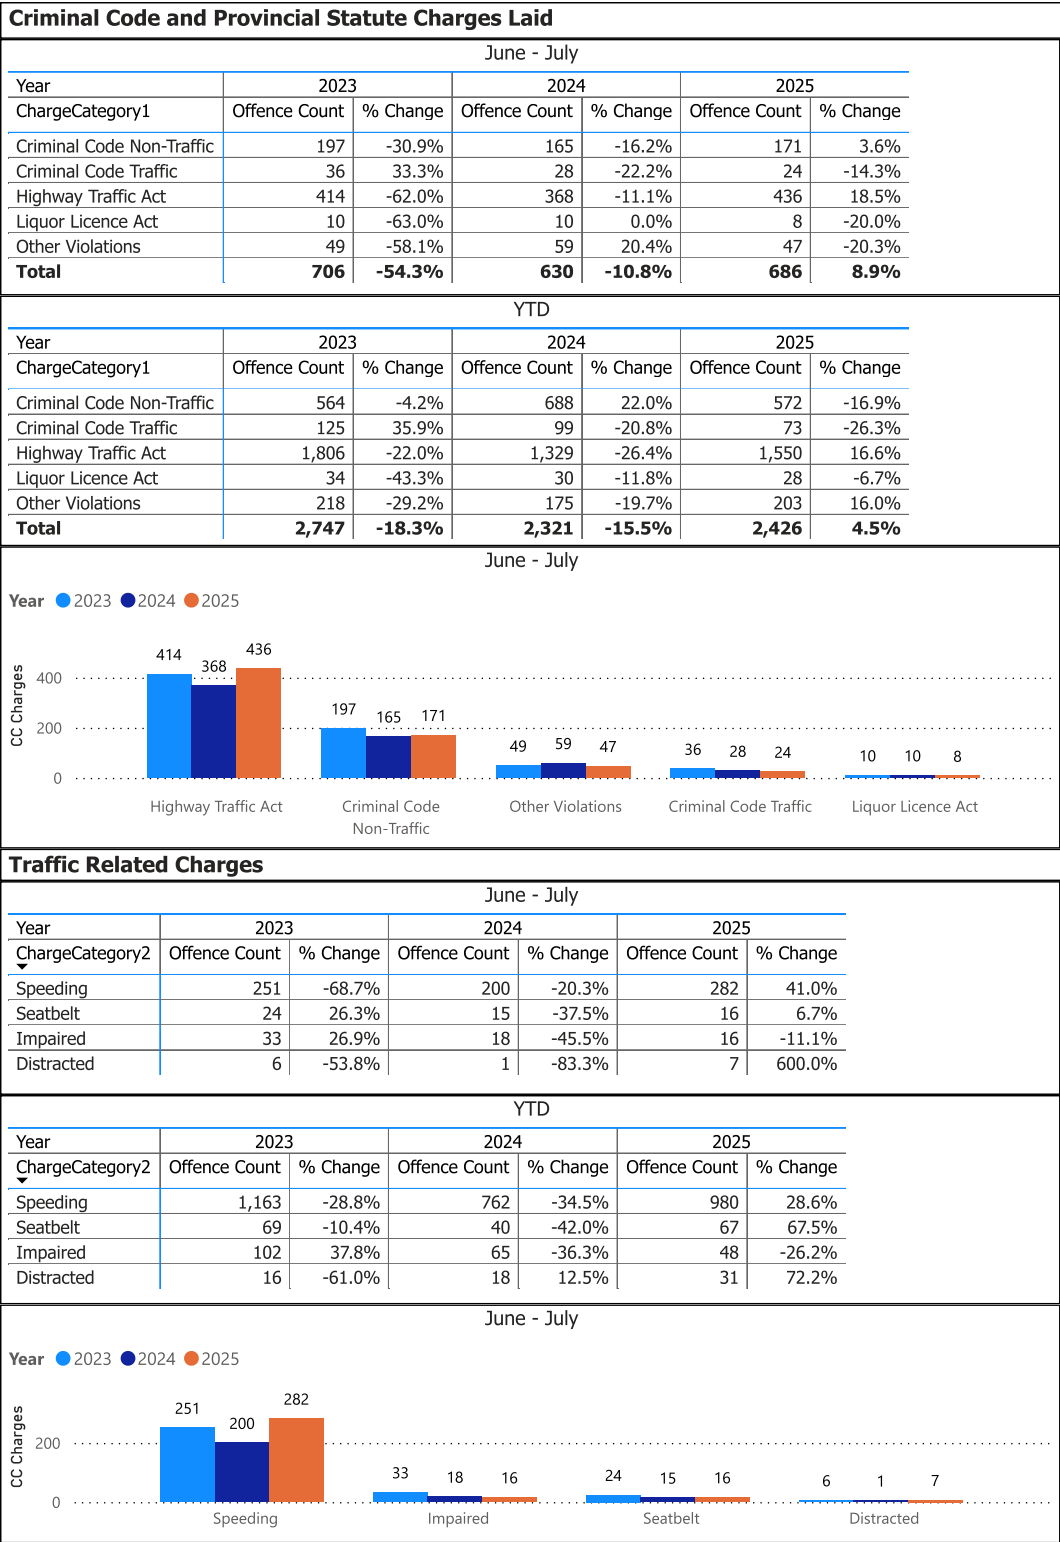 Criminal Code and Provincial Statute Charges Laid
June - July
Year 2023 2024 2025
ChargeCategory1 Offence Count % Change Offence Count % Change Offence Count % Change
Criminal Code Non-Traffic 197 -30.9% 165 -16.2% 171 3.6%
Criminal Code Traffic 36 33.3% 28 -22.2% 24 -14.3%
Highway Traffic Act 414 -62.0% 368 -11.1% 436 18.5%
Liquor Licence Act 10 -63.0% 10 0.0% 8 -20.0%
Other Violations 49 -58.1% 59 20.4% 47 -20.3%
Total 706 -54.3% 630 -10.8% 686 8.9%
YTD
Year 2023 2024 2025
ChargeCategory1 Offence Count % Change Offence Count % Change Offence Count % Change
Criminal Code Non-Traffic 564 -4.2% 688 22.0% 572 -16.9%
Criminal Code Traffic 125 35.9% 99 -20.8% 73 -26.3%
Highway Traffic Act 1,806 -22.0% 1,329 -26.4% 1,550 16.6%
Liquor Licence Act 34 -43.3% 30 -11.8% 28 -6.7%
Other Violations 218 -29.2% 175 -19.7% 203 16.0%
Total 2,747 -18.3% 2,321 -15.5% 2,426 4.5%
June - July
Year 2023 2024 2025
CC Charges
400
200
0
414 368 436
197 165 171
49 59 47
36 28 24
10 10 8
Highway Traffic Act
Criminal Code
Non-Traffic
Other Violations
Criminal Code Traffic
Liquor Licence Act
Traffic Related Charges
June - July
Year 2023 2024 2025
ChargeCategory2 Offence Count % Change Offence Count % Change Offence Count % Change
Speeding 251 -68.7% 200 -20.3% 282 41.0%
Seatbelt 24 26.3% 15 -37.5% 16 6.7%
Impaired 33 26.9% 18 -45.5% 16 -11.1%
Distracted 6 -53.8% 1 -83.3% 7 600.0%
YTD
Year 2023 2024 2025
ChargeCategory2 Offence Count % Change Offence Count % Change Offence Count % Change
Speeding 1,163 -28.8% 762 -34.5% 980 28.6%
Seatbelt 69 -10.4% 40 -42.0% 67 67.5%
Impaired 102 37.8% 65 -36.3% 48 -26.2%
Distracted 16 -61.0% 18 12.5% 31 72.2%
June - July
Year 2023 2024 2025
CC Charges
200
0
251 200 282
33 18 16
24 15 16
6 1 7
Speeding
Impaired
Seatbelt
Distracted